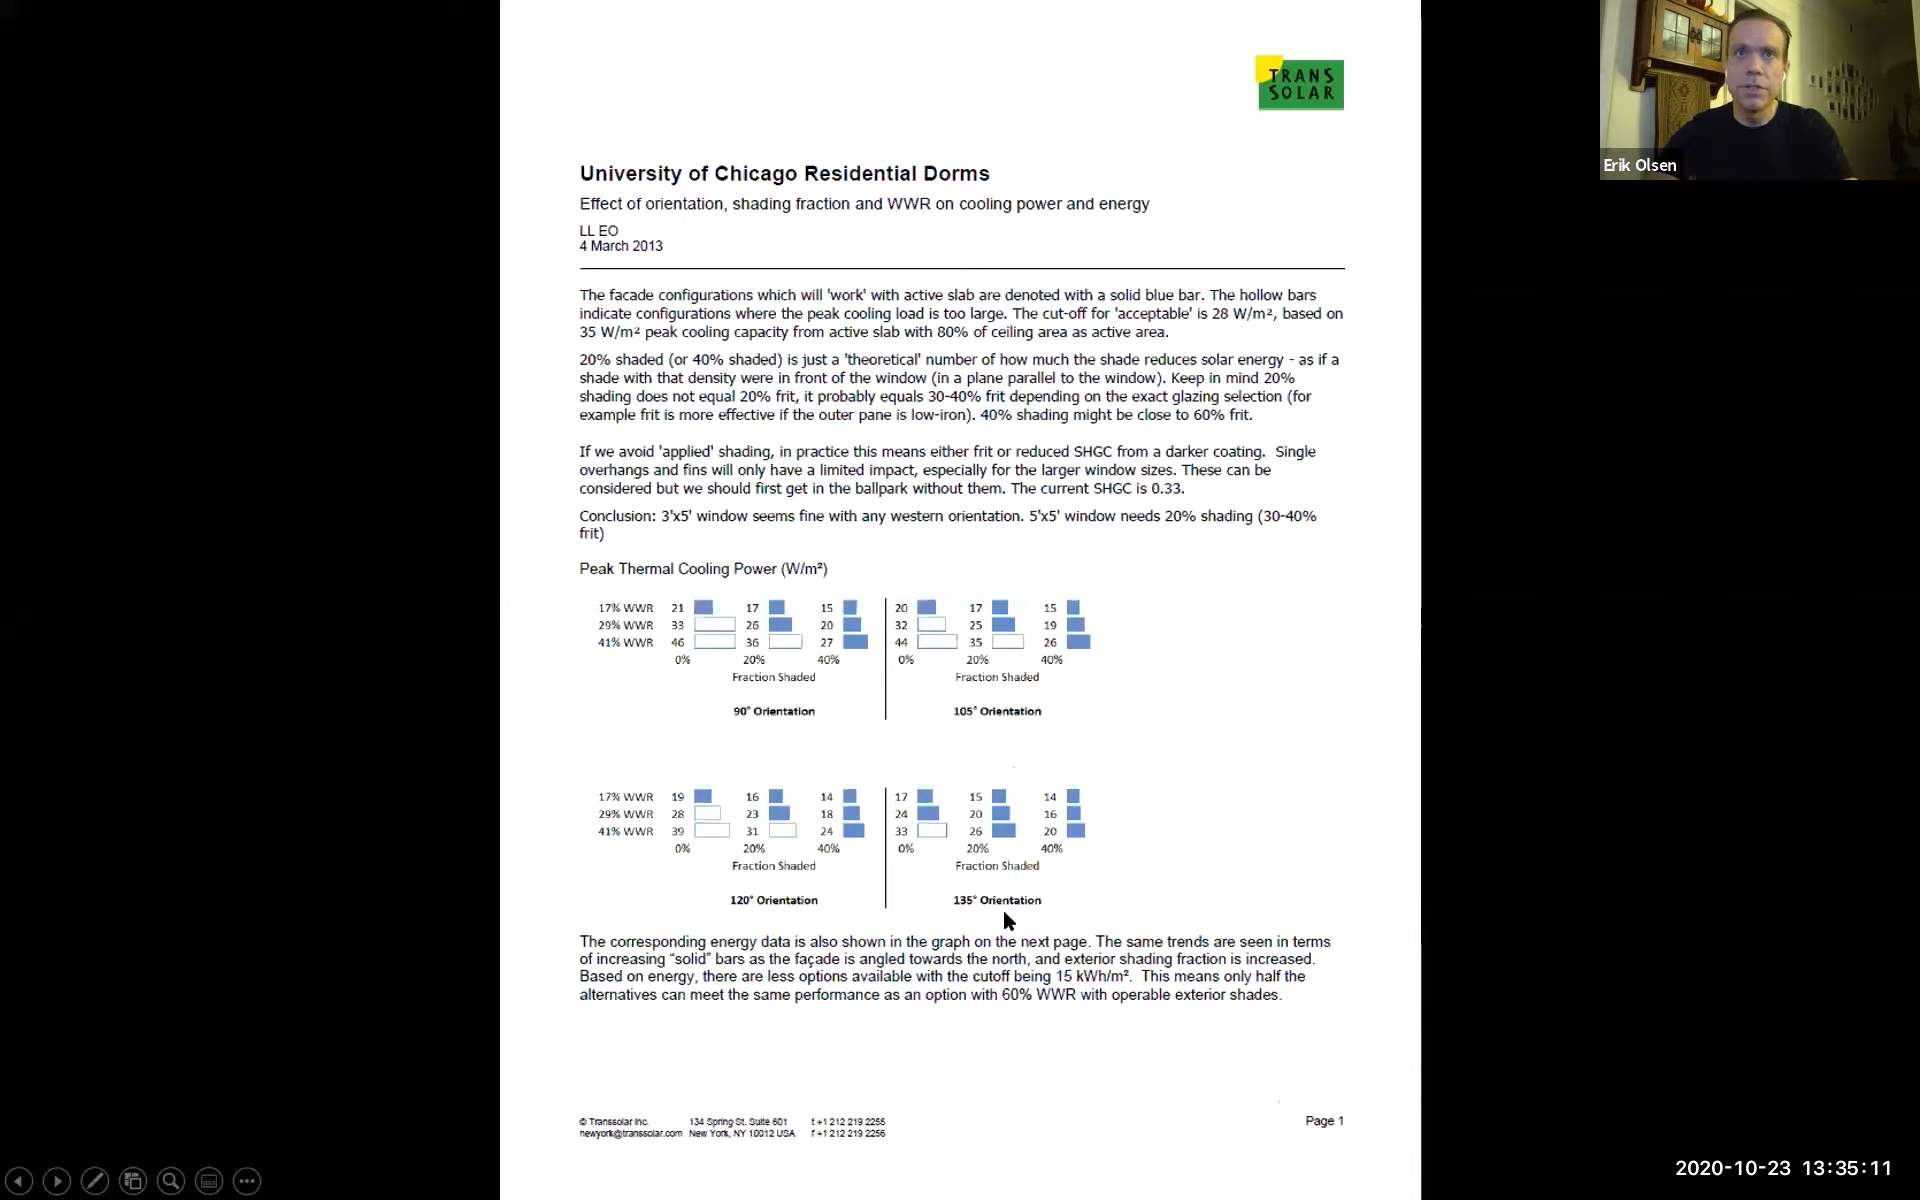 TRANS
SOLAR
Erik Olsen
University of Chicago Residential Dorms
Effect of orientation, shading fraction and WWR on cooling power and energy
LL EO
4 March 2013
The facade configurations which will 'work' with active slab are denoted with a solid blue bar. The hollow bars
indicate configurations where the peak cooling load is too large. The cut-off for 'acceptable' is 28 W/m², based on
35 W/m² peak cooling capacity from active slab with 80% of ceiling area as active area.
20% shaded (or 40% shaded) is just a 'theoretical' number of how much the shade reduces solar energy - as if a
shade with that density were in front of the window (in a plane parallel to the window). Keep in mind 20%
shading does not equal 20% frit, it probably equals 30-40% frit depending on the exact glazing selection (for
example frit is more effective if the outer pane is low-iron). 40% shading might be close to 60% frit.
If we avoid 'applied' shading, in practice this means either frit or reduced SHGC from a darker coating. Single
overhangs and fins will only have a limited impact, especially for the larger window sizes. These can be
considered but we should first get in the ballpark without them. The current SHGC is 0.33.
Conclusion: 3'x5' window seems fine with any western orientation. 5'x5' window needs 20% shading (30-40%
frit)
Peak Thermal Cooling Power (W/m²)
17% WWR 21 17 15 20 17 15
29% WWR 33 26 20 32 25 19
41% WWR 46 36 27 44 35 26
0% 20% 40% 0% 20% 40%
Fraction Shaded Fraction Shaded
90° Orientation 105° Orientation
17% WWR 19 16 14 17 15 14
29% WWR 28 23 18 24 20 16
41% WWR 39 31 24 33 26 20
0% 20% 40% 0% 20% 40%
Fraction Shaded Fraction Shaded
120° Orientation 135° Orientation
The corresponding energy data is also shown in the graph on the next page. The same trends are seen in terms
of increasing “solid” bars as the façade is angled towards the north, and exterior shading fraction is increased.
Based on energy, there are less options available with the cutoff being 15 kWh/m². This means only half the
alternatives can meet the same performance as an option with 60% WWR with operable exterior shades.
© Transsolar Inc. 134 Spring St. Suite 601 t +1 212 219 2255 Page 1
newyork@transsolar.com New York, NY 10012 USA f +1 212 219 2256
2020-10-23 13:35:11